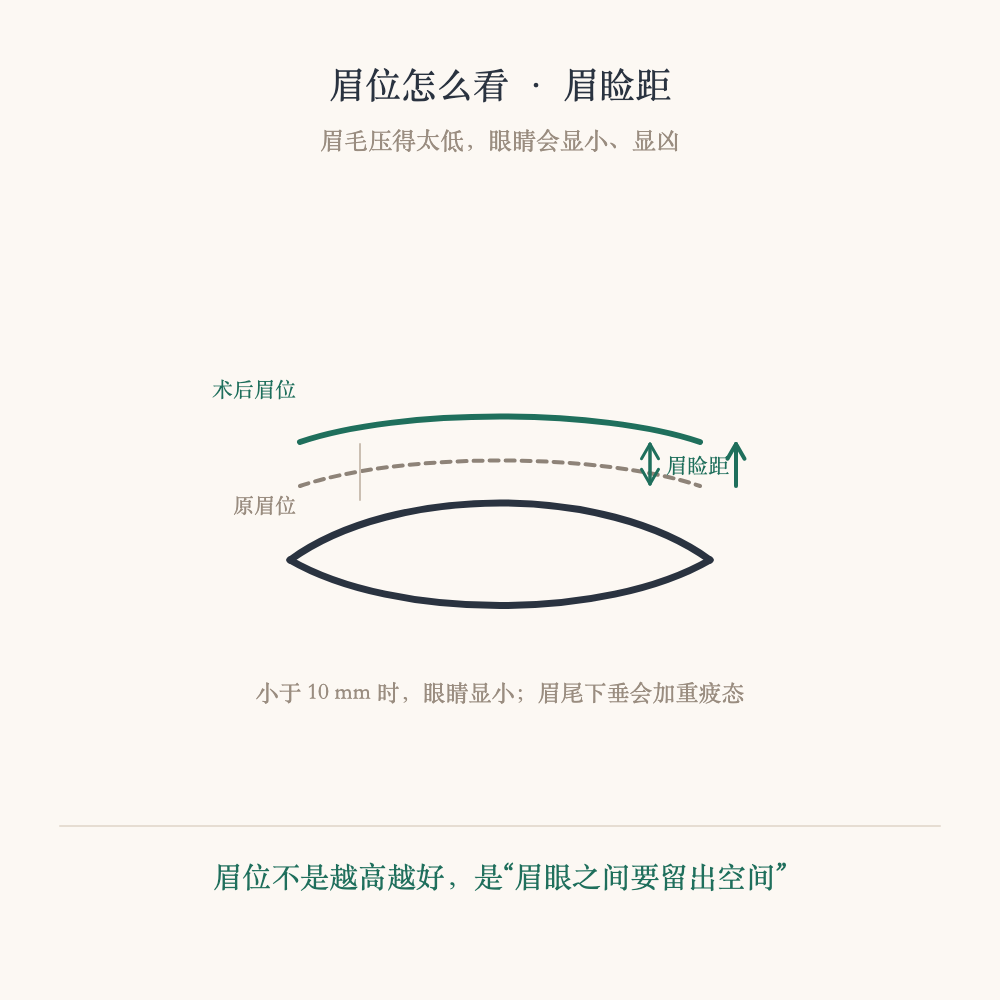 眉位怎么看 · 眉睑距
眉毛压得太低，眼睛会显小、显凶
术后眉位
眉睑距
原眉位
小于 10 mm 时，眼睛显小；眉尾下垂会加重疲态
眉位不是越高越好，是“眉眼之间要留出空间”